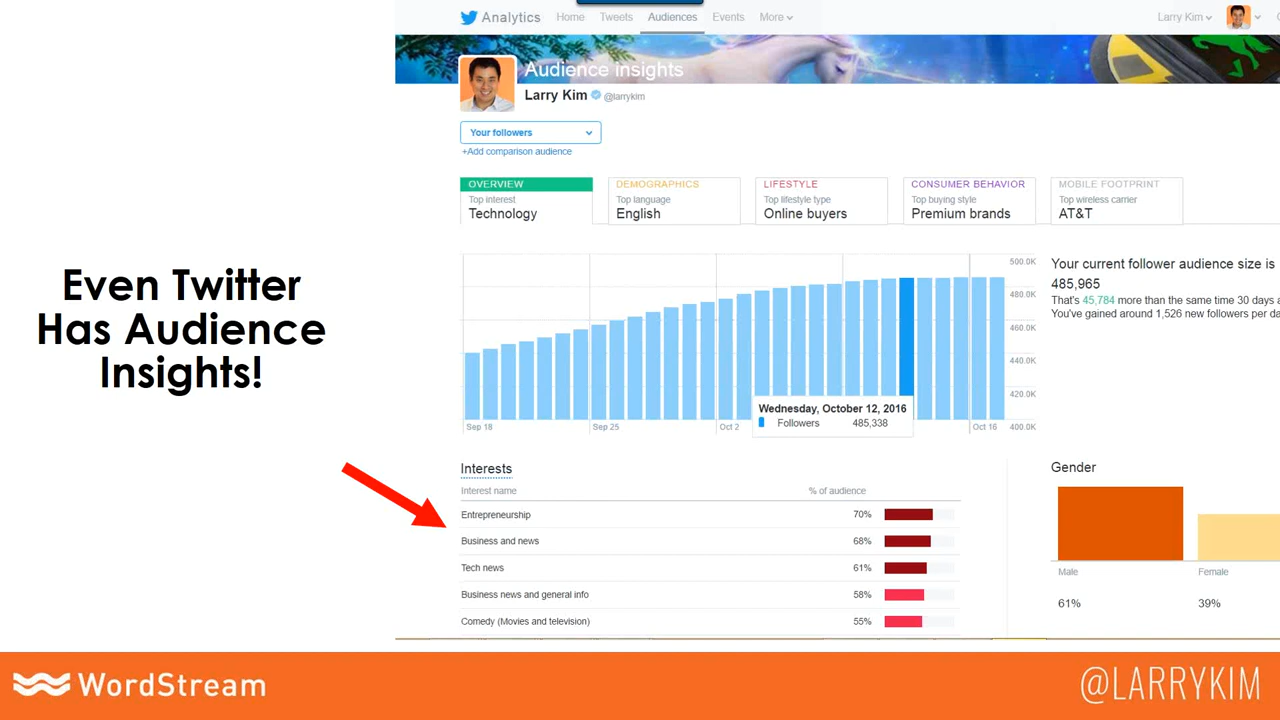 Analytics Home Tweets Audiences Events More Larry Kim
Audience insights
Larry Kim @larrykim
Your followers
+Add comparison audience
OVERVIEW DEMOGRAPHICS LIFESTYLE CONSUMER BEHAVIOR MOBILE FOOTPRINT
Top interest Top language Top lifestyle type Top buying style Top wireless carrier
Technology English Online buyers Premium brands AT&T
Even Twitter
Has Audience
Insights!
500.0K
480.0K
460.0K
440.0K
420.0K
400.0K
Sep 18 Sep 25 Oct 2 Oct 16
Wednesday, October 12, 2016
Followers 485,338
Your current follower audience size is
485,965
That's 45,784 more than the same time 30 days a
You've gained around 1,526 new followers per da
Interests
Interest name % of audience
Entrepreneurship 70%
Business and news 68%
Tech news 61%
Business news and general info 58%
Comedy (Movies and television) 55%
Gender
Male Female
61% 39%
WordStream
@LARRYKIM